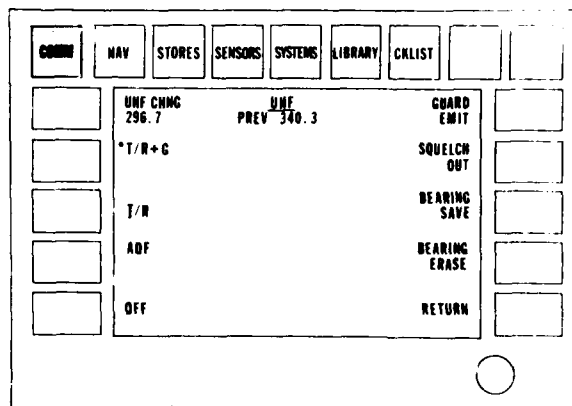 COMM NAV STORES SENSORS SYSTEMS LIBRARY CKLIST
UHF CHNG UHF GUARD
296.7 PREV 340.3 EMIT
*T/R+G SQUELCH
OUT
T/R BEARING
SAVE
ADF BEARING
ERASE
OFF RETURN